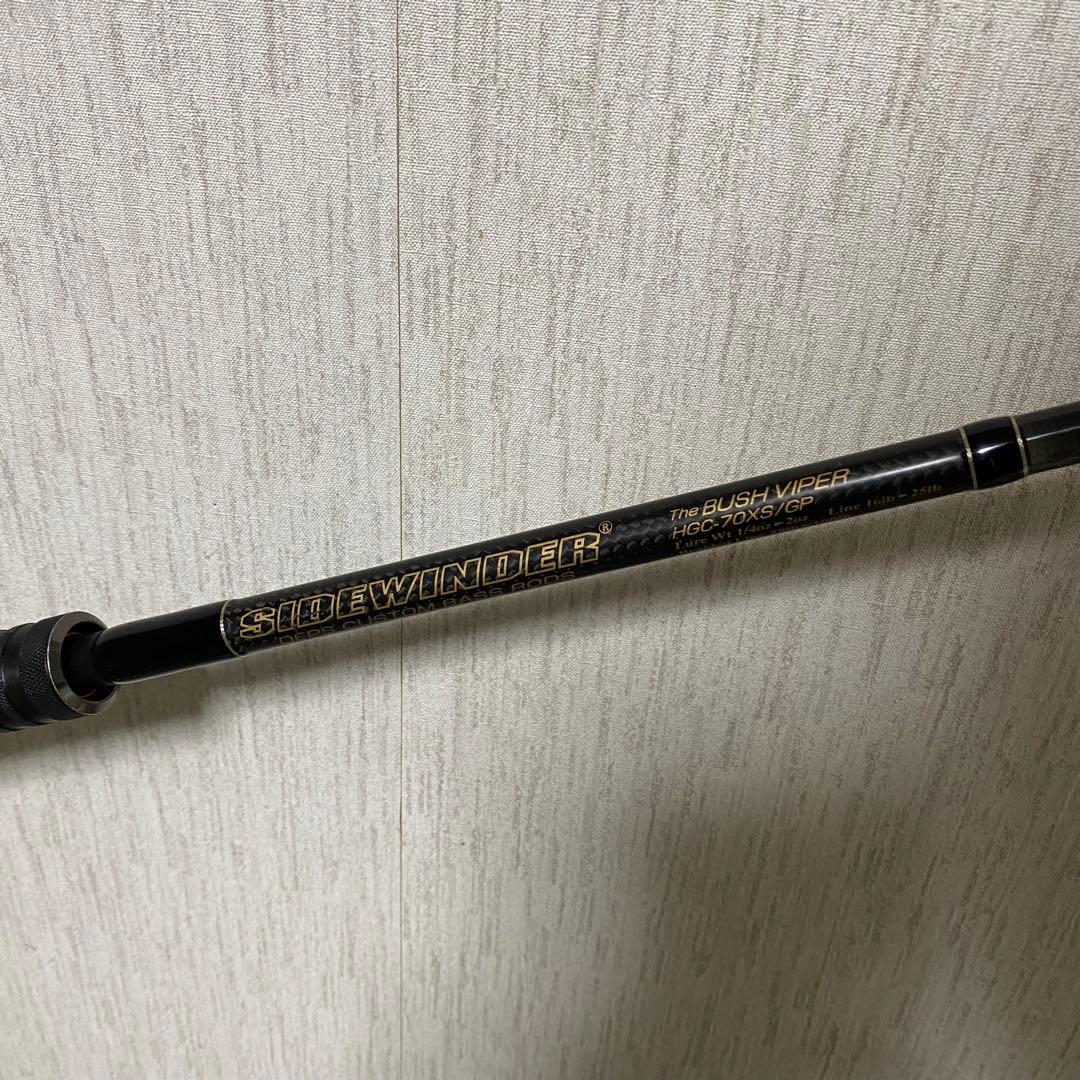 SIDEWINDER®
DEPS CUSTOM BASS RODS
The BUSH VIPER
HGC-70XS/GP
Lure Wt 1/4oz►2oz Line 16lb►25lb